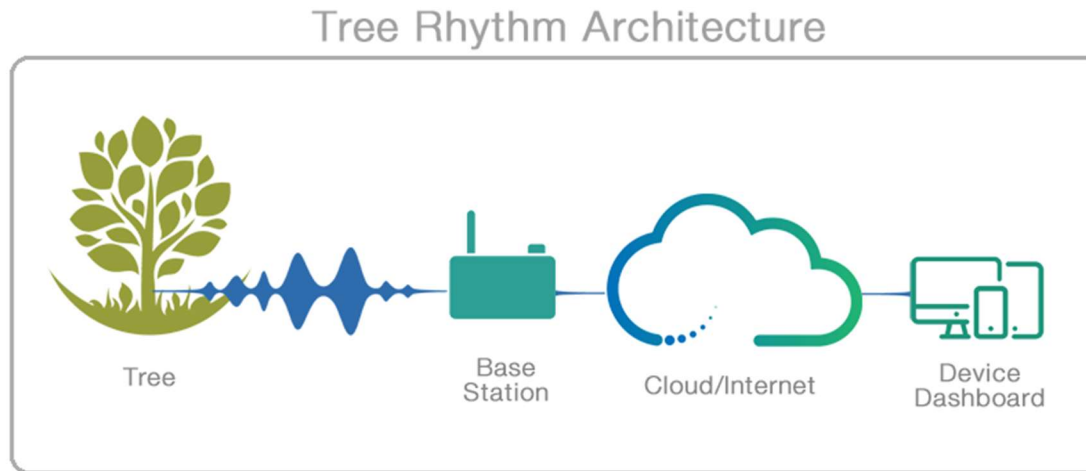 Tree Rhythm Architecture
Tree
Base
Station
Cloud/Internet
Device
Dashboard